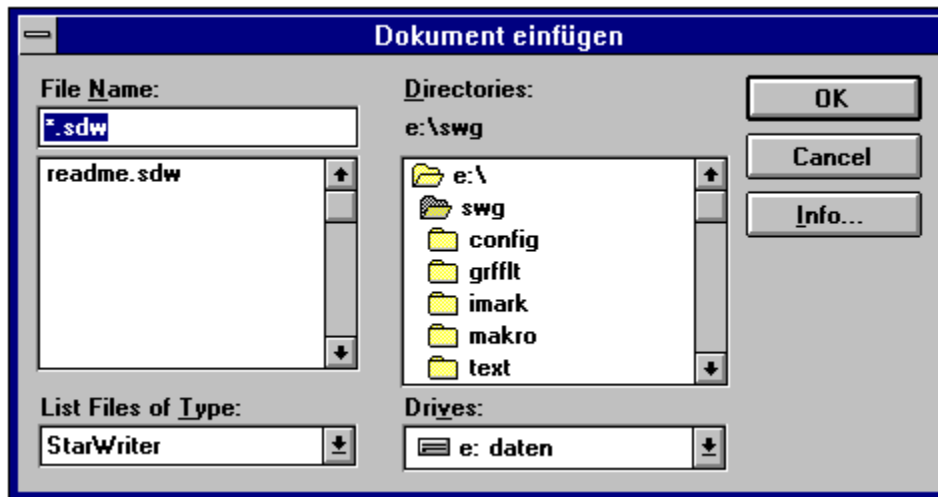 Dokument einfügen
File Name:
*.sdw
readme.sdw
List Files of Type:
StarWriter
Directories:
e:\swg
e:\
swg
config
grfflt
imark
makro
text
Drives:
e: daten
OK
Cancel
Info...